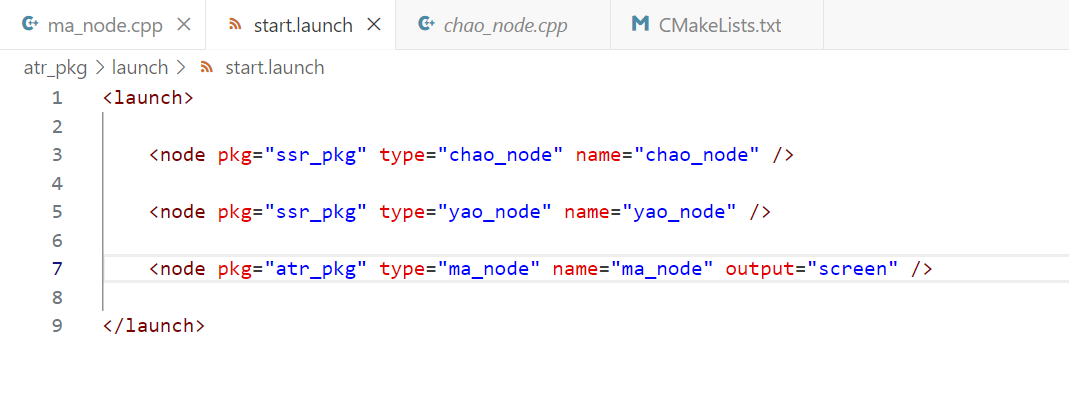 ma_node.cpp start.launch chao_node.cpp CMakeLists.txt
atr_pkg > launch > start.launch
1 <launch>
2
3 <node pkg="ssr_pkg" type="chao_node" name="chao_node" />
4
5 <node pkg="ssr_pkg" type="yao_node" name="yao_node" />
6
7 <node pkg="atr_pkg" type="ma_node" name="ma_node" output="screen" />
8
9 </launch>